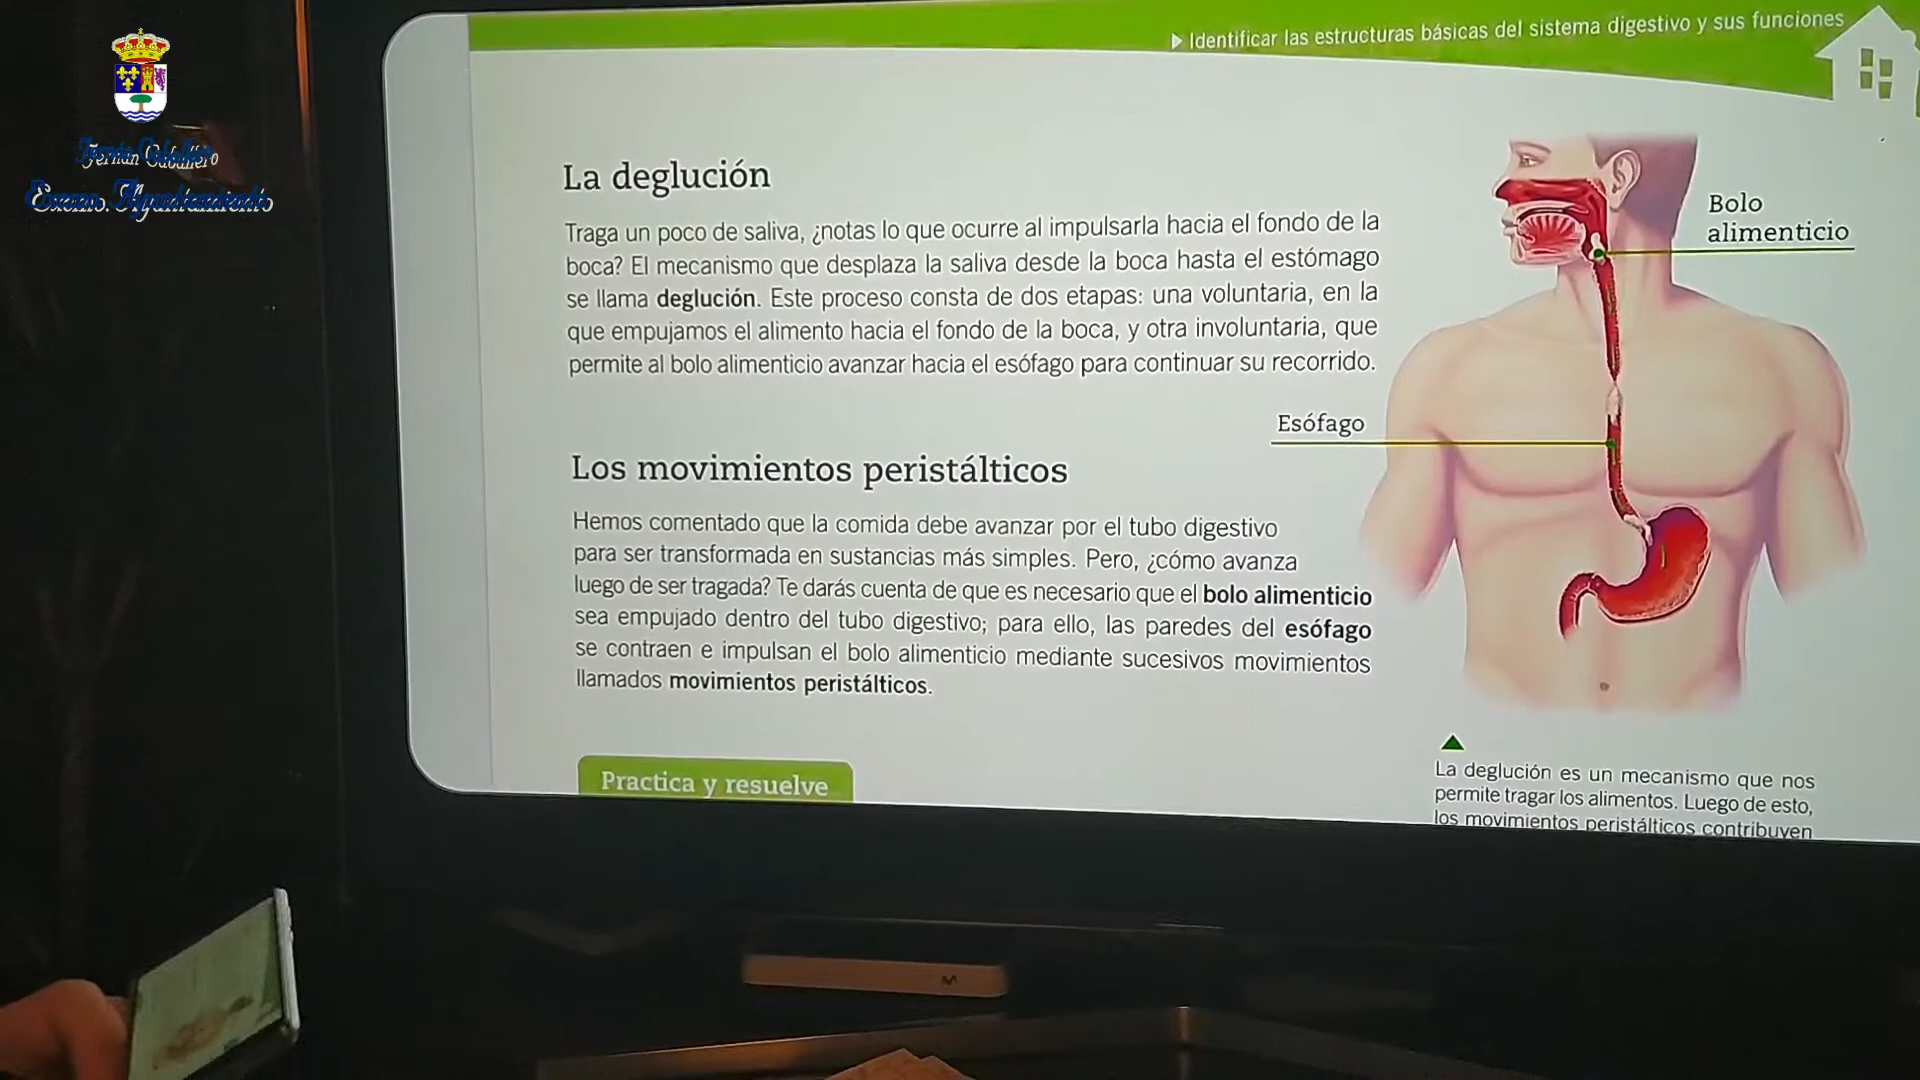 Fernán Caballero
Excmo. Ayuntamiento
▶ Identificar las estructuras básicas del sistema digestivo y sus funciones
La deglución
Traga un poco de saliva, ¿notas lo que ocurre al impulsarla hacia el fondo de la
boca? El mecanismo que desplaza la saliva desde la boca hasta el estómago
se llama deglución. Este proceso consta de dos etapas: una voluntaria, en la
que empujamos el alimento hacia el fondo de la boca, y otra involuntaria, que
permite al bolo alimenticio avanzar hacia el esófago para continuar su recorrido.
Los movimientos peristálticos
Hemos comentado que la comida debe avanzar por el tubo digestivo
para ser transformada en sustancias más simples. Pero, ¿cómo avanza
luego de ser tragada? Te darás cuenta de que es necesario que el bolo alimenticio
sea empujado dentro del tubo digestivo; para ello, las paredes del esófago
se contraen e impulsan el bolo alimenticio mediante sucesivos movimientos
llamados movimientos peristálticos.
Practica y resuelve
Bolo
alimenticio
Esófago
La deglución es un mecanismo que nos
permite tragar los alimentos. Luego de esto,
los movimientos peristálticos contribuyen